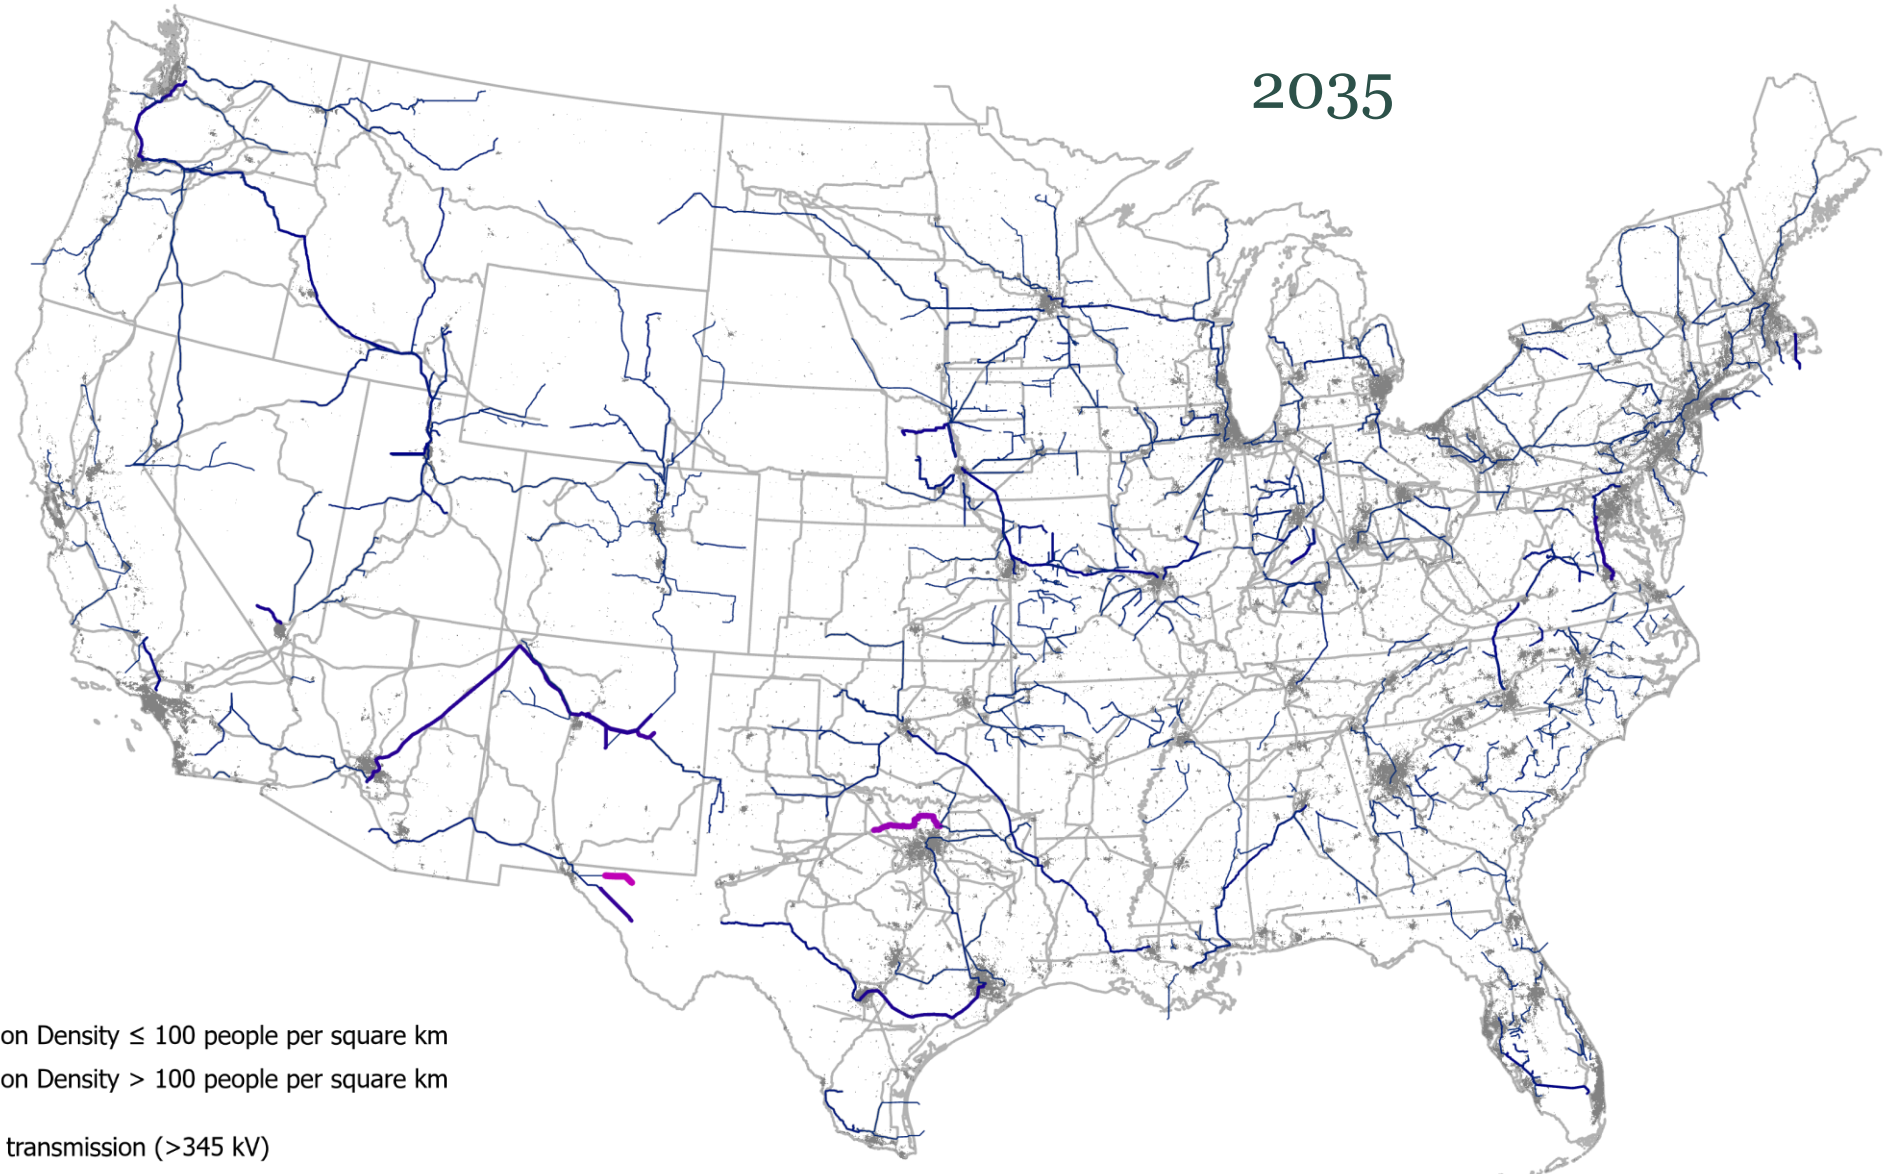 2035
on Density ≤ 100 people per square km
on Density > 100 people per square km
transmission (>345 kV)